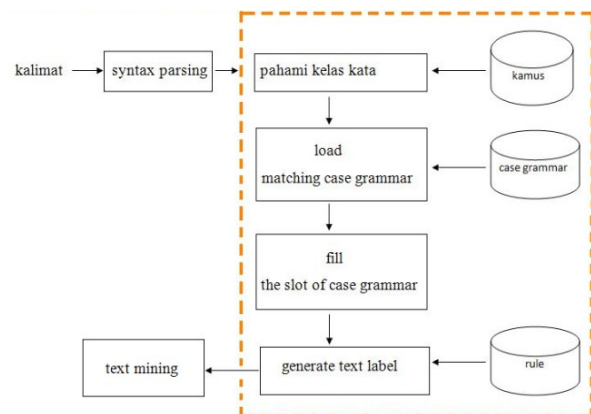 kalimat
syntax parsing
pahami kelas kata
kamus
load
matching case grammar
case grammar
fill
the slot of case grammar
text mining
generate text label
rule